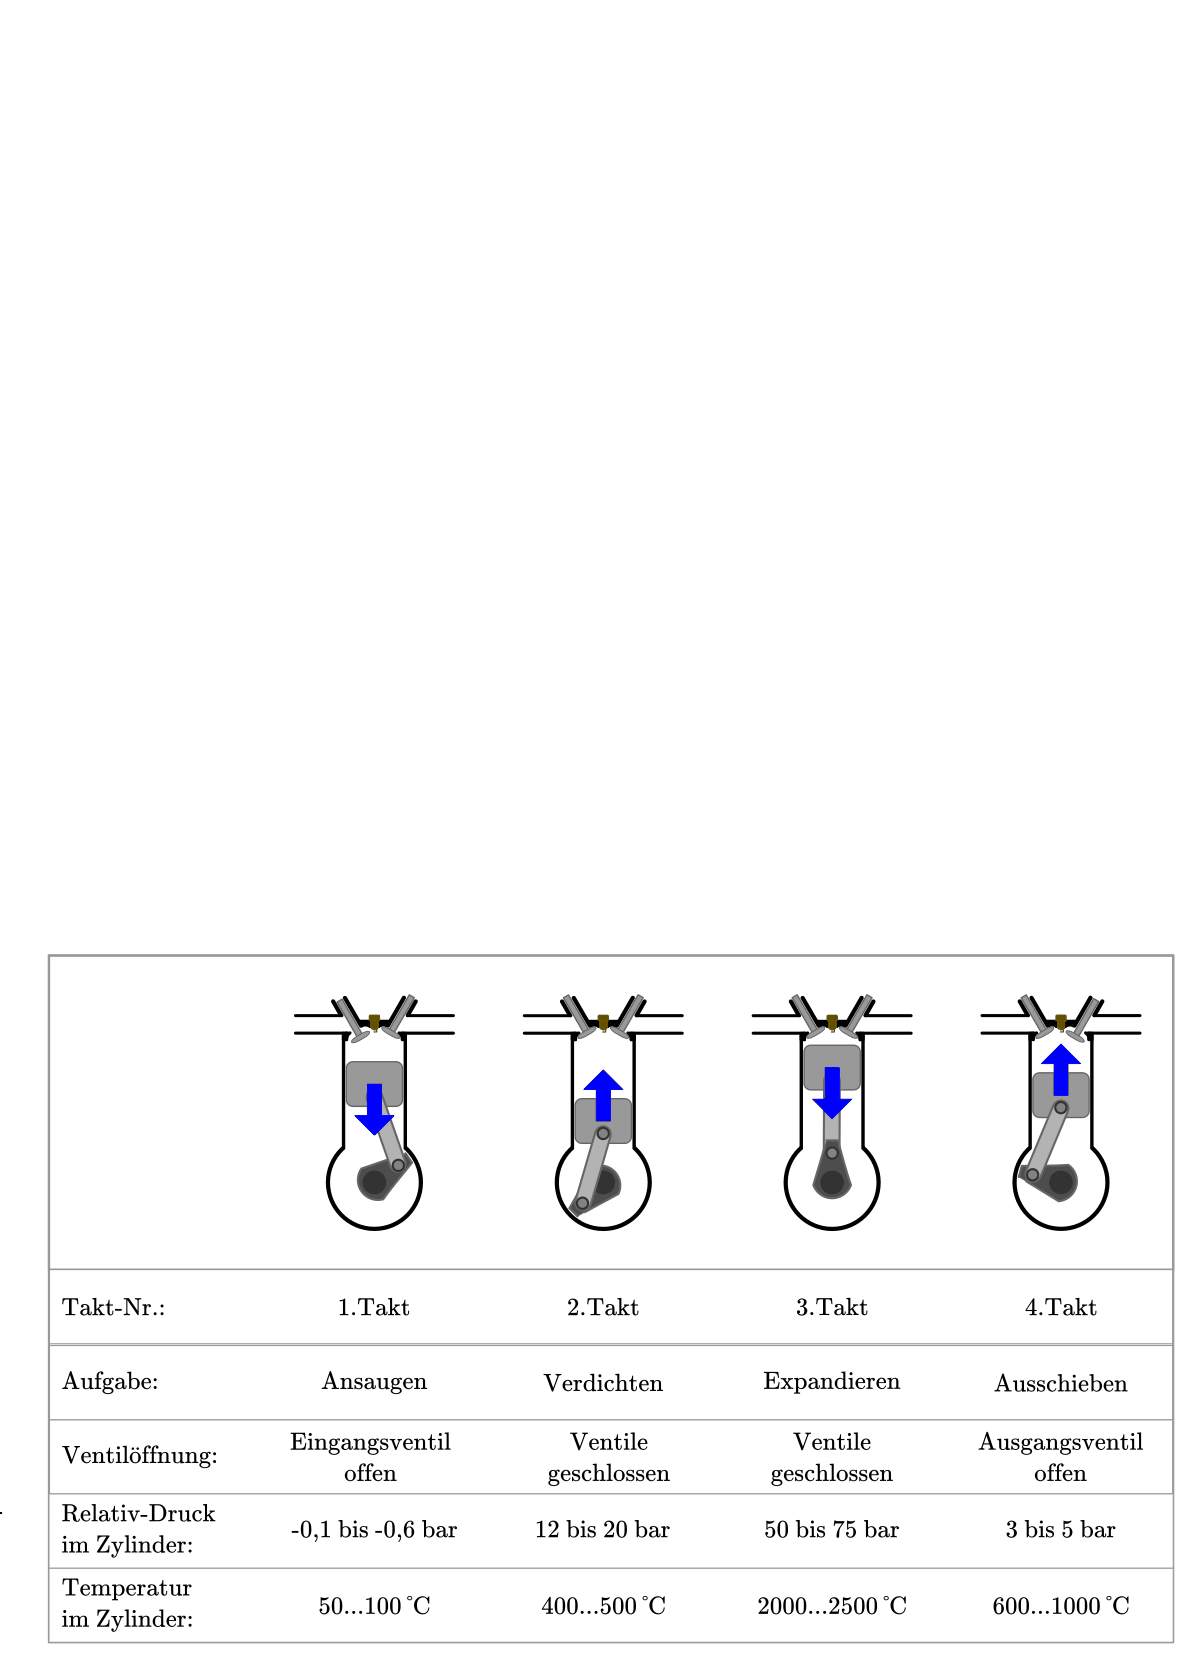 Takt-Nr.: 1.Takt 2.Takt 3.Takt 4.Takt
Aufgabe: Ansaugen Verdichten Expandieren Ausschieben
Ventilöffnung: Eingangsventil offen Ventile geschlossen Ventile geschlossen Ausgangsventil offen
Relativ-Druck im Zylinder: -0,1 bis -0,6 bar 12 bis 20 bar 50 bis 75 bar 3 bis 5 bar
Temperatur im Zylinder: 50...100 °C 400...500 °C 2000...2500 °C 600...1000 °C